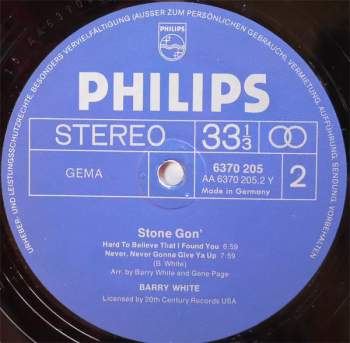 URHEBER- UND LEISTUNGSSCHUTZRECHTE, BESONDERS VERVIELFÄLTIGUNG (AUSSER ZUM PERSÖNLICHEN GEBRAUCH), VERMIETUNG, AUFFÜHRUNG, SENDUNG, VORBEHALTEN
PHILIPS
PHILIPS
STEREO 33 1/3
GEMA
6370 205
AA 6370 205.2 Y
Made in Germany
2
Stone Gon'
Hard To Believe That I Found You 6:59
Never, Never Gonna Give Ya Up 7:59
(B. White)
Arr. by Barry White and Gene Page
BARRY WHITE
Licensed by 20th Century Records USA